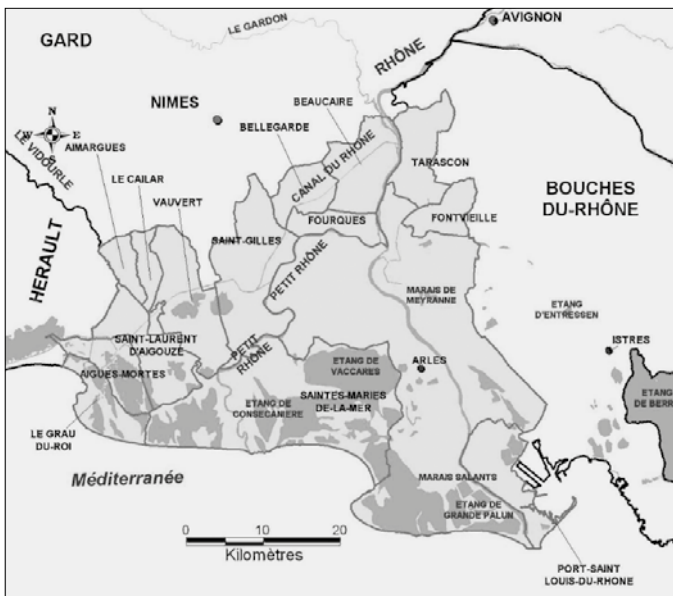 AVIGNON
LE GARDON
GARD
RHÔNE
NIMES
BEAUCAIRE
BELLEGARDE
N
W E
S
LE VIDOURLE
AIMARGUES
CANAL DU RHÔNE
TARASCON
LE CAILAR
VAUVERT
BOUCHES
DU-RHÔNE
FOURQUES
FONTVIEILLE
SAINT-GILLES
HERAULT
PETIT RHÔNE
MARAIS DE
MEYRANNE
ETANG
D'ENTRESSEN
SAINT-LAURENT
D'AIGOUZE
PETIT
RHÔNE
ISTRES
ETANG DE
VACCARES
ARLES
AIGUES-MORTES
ETANG
DE BERR
SAINTES-MARIES
DE-LA-MER
ETANG DE
CONSECANIERE
LE GRAU
DU-ROI
Méditerranée
MARAIS SALANTS
ETANG DE
GRANDE PALUN
0 10 20
Kilomètres
PORT-SAINT
LOUIS-DU-RHONE